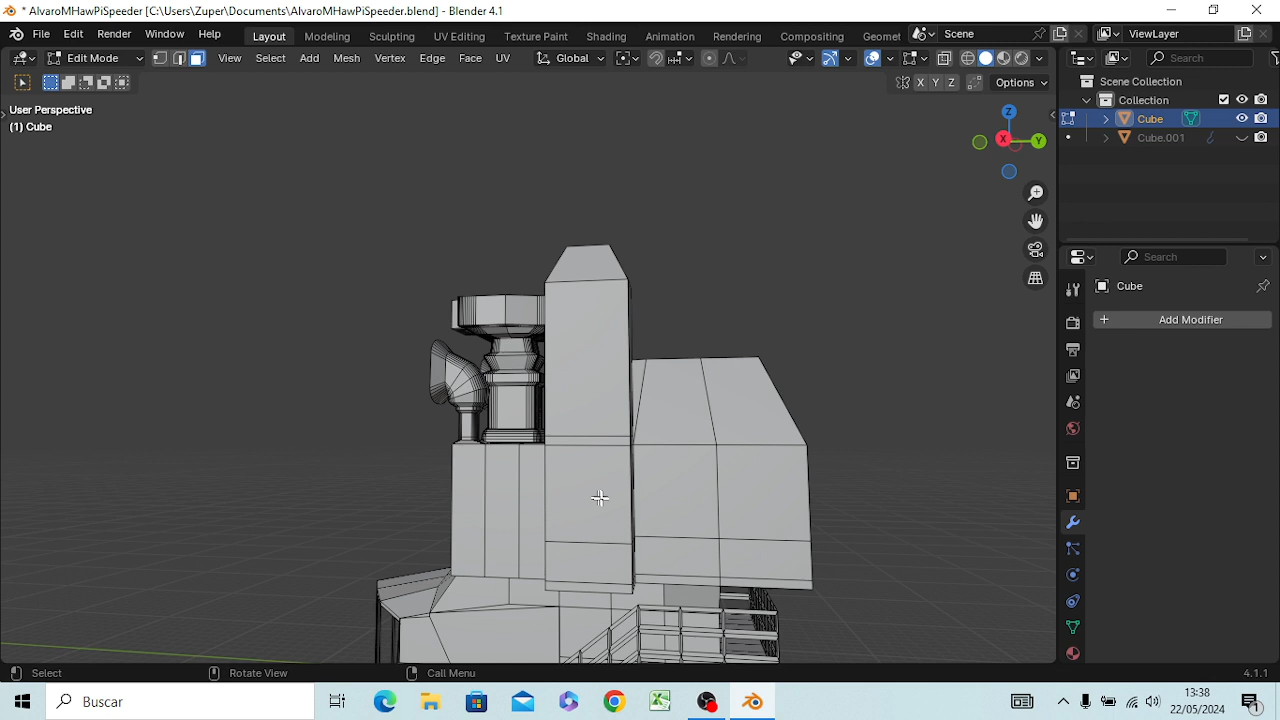 * AlvaroMHawPiSpeeder [C:\Users\Zuper\Documents\AlvaroMHawPiSpeeder.blend] - Blender 4.1
File Edit Render Window Help Layout Modeling Sculpting UV Editing Texture Paint Shading Animation Rendering Compositing Geomet Scene ViewLayer
Edit Mode View Select Add Mesh Vertex Edge Face UV Global Search
X Y Z Options
User Perspective
(1) Cube
Z
X
Y
Scene Collection
Collection
Cube
Cube.001
Search
Cube
Add Modifier
Select Rotate View Call Menu 4.1.1
Buscar
13:38
22/05/2024
1